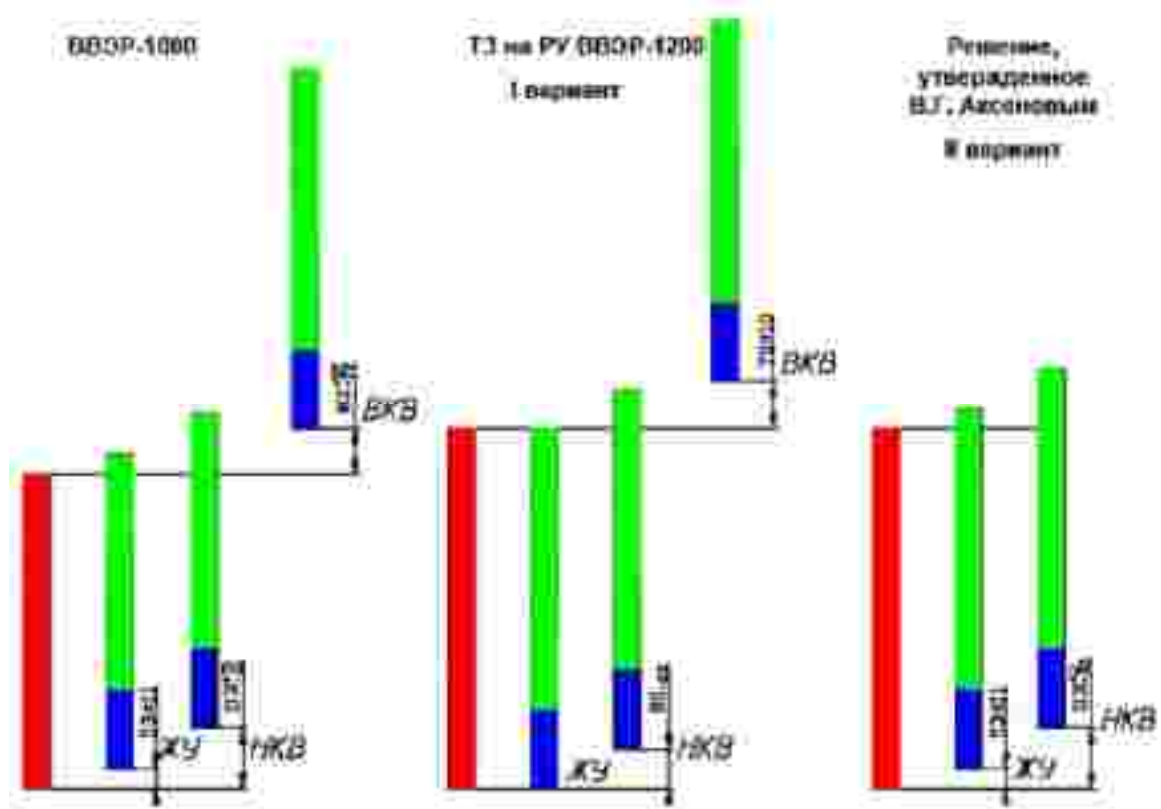 ВВЭР-1000
ТЗ на РУ ВВЭР-1200
I вариант
Решение,
утвержденное
В.Г. Аксеновым
II вариант
ВКВ
ЖУ
НКВ
ВКВ
ЖУ
НКВ
ЖУ
НКВ